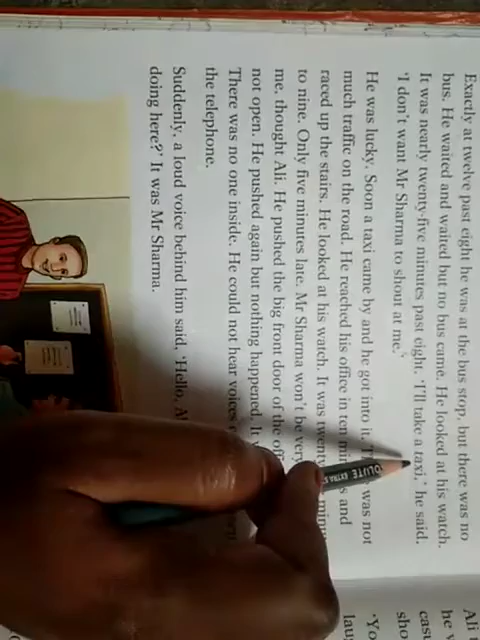 Exactly at twelve past eight he was at the bus stop, but there was no
bus. He waited and waited but no bus came. He looked at his watch.
It was nearly twenty-five minutes past eight. 'I'll take a taxi,' he said.
'I don't want Mr Sharma to shout at me.'
He was lucky. Soon a taxi came by and he got into it. was not
much traffic on the road. He reached his office in ten and
raced up the stairs. He looked at his watch. It was
to nine. Only five minutes late. Mr Sharma won't be very
me, thought Ali. He pushed the big front door of the
not open. He pushed again but nothing happened. It
There was no one inside. He could not hear voices
the telephone.
Suddenly, a loud voice behind him said, 'Hello,
doing here?' It was Mr Sharma.
he
'Yo
EXTRA